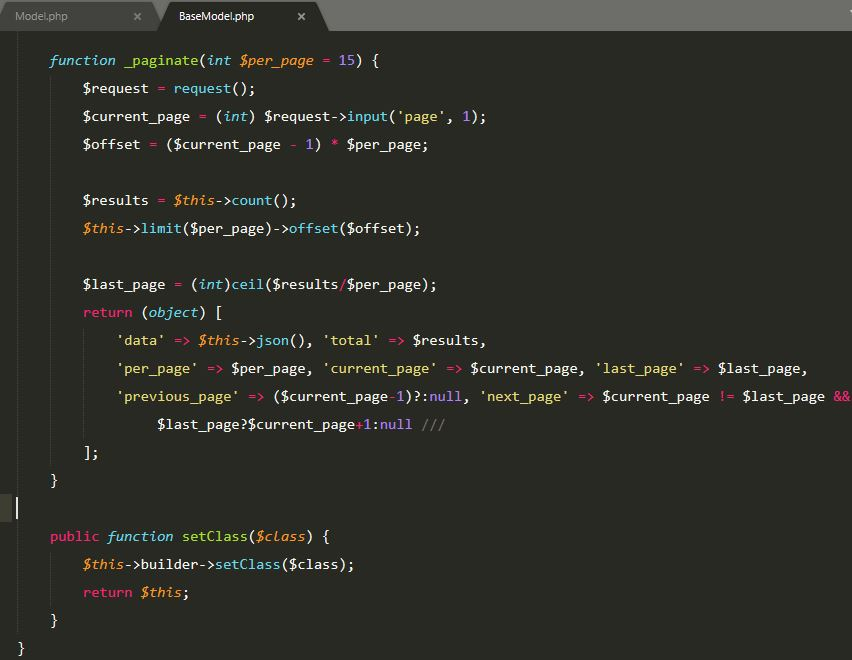 Model.php × BaseModel.php ×
function _paginate(int $per_page = 15) {
$request = request();
$current_page = (int) $request->input('page', 1);
$offset = ($current_page - 1) * $per_page;
$results = $this->count();
$this->limit($per_page)->offset($offset);
$last_page = (int)ceil($results/$per_page);
return (object) [
'data' => $this->json(), 'total' => $results,
'per_page' => $per_page, 'current_page' => $current_page, 'last_page' => $last_page,
'previous_page' => ($current_page-1)?:null, 'next_page' => $current_page != $last_page &&
$last_page?$current_page+1:null ///
];
}
public function setClass($class) {
$this->builder->setClass($class);
return $this;
}
}